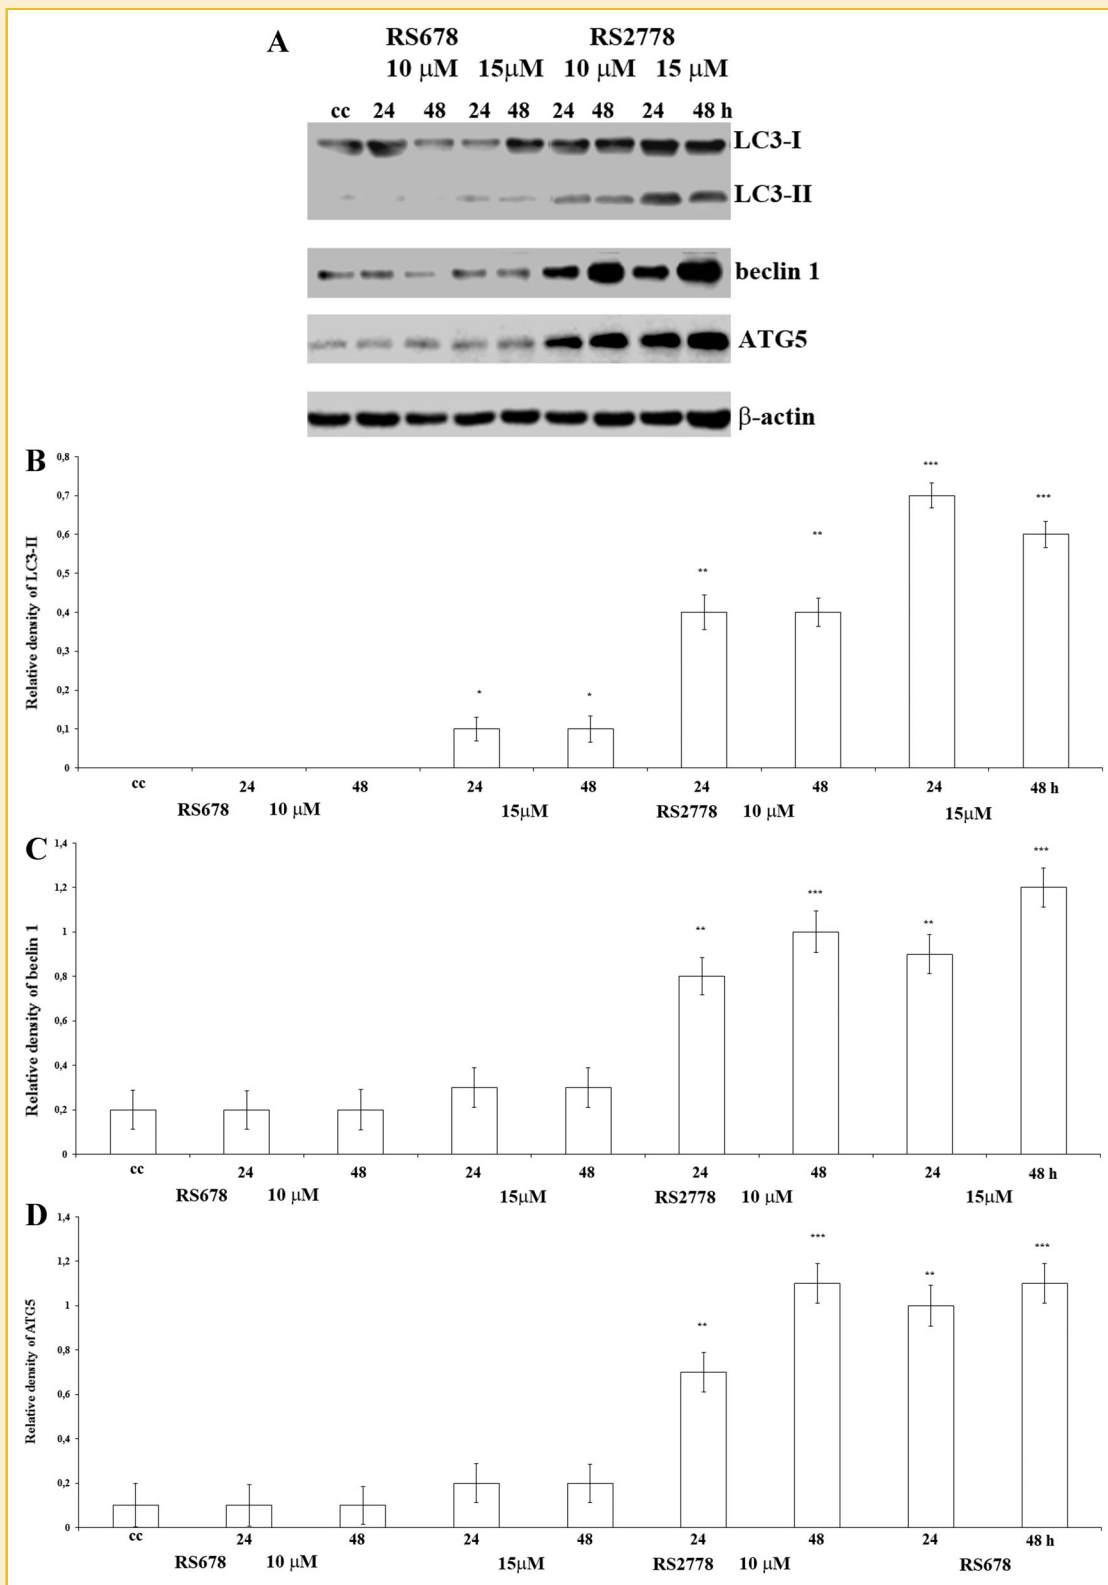 A
RS678 RS2778
10 μM 15μM 10 μM 15 μM
cc 24 48 24 48 24 48 24 48 h
LC3-I
LC3-II
beclin 1
ATG5
β-actin
B
Relative density of LC3-II
0,8
***
0,7
***
0,6
**
0,5
**
0,4
0,3
0,2
* *
0,1
0
cc 24 48 24 48 24 48 24 48 h
RS678 10 μM 15μM RS2778 10 μM 15μM
C
Relative density of beclin 1
1,4
***
1,2
***
** **
1
0,8
0,6
0,4
0,2
0
cc 24 48 24 48 24 48 24 48 h
RS678 10 μM 15μM RS2778 10 μM 15μM
D
Relative density of ATG5
1,4
*** ** ***
1,2
1
**
0,8
0,6
0,4
0,2
0
cc 24 48 24 48 24 48 24 48 h
RS678 10 μM 15μM RS2778 10 μM RS678